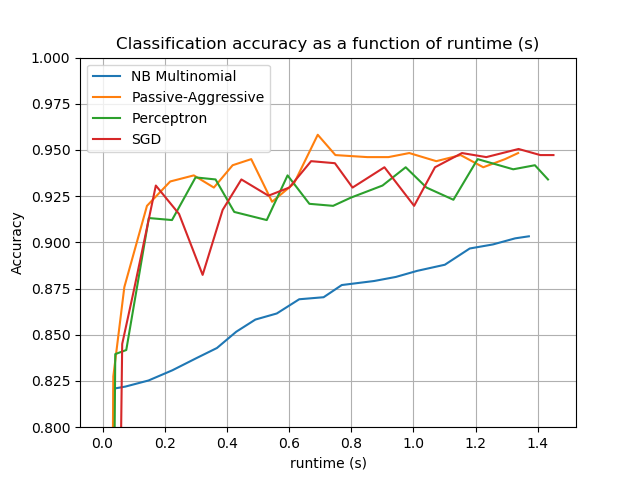 Classification accuracy as a function of runtime (s)
1.000
0.975
0.950
0.925
0.900
0.875
0.850
0.825
0.800
Accuracy
NB Multinomial
Passive-Aggressive
Perceptron
SGD
0.0 0.2 0.4 0.6 0.8 1.0 1.2 1.4
runtime (s)